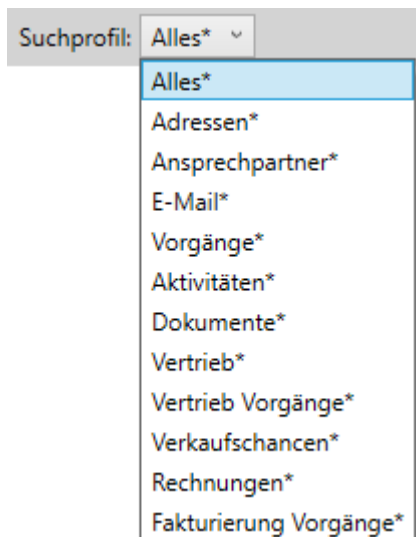 Suchprofil: Alles*
Alles*
Adressen*
Ansprechpartner*
E-Mail*
Vorgänge*
Aktivitäten*
Dokumente*
Vertrieb*
Vertrieb Vorgänge*
Verkaufschancen*
Rechnungen*
Fakturierung Vorgänge*